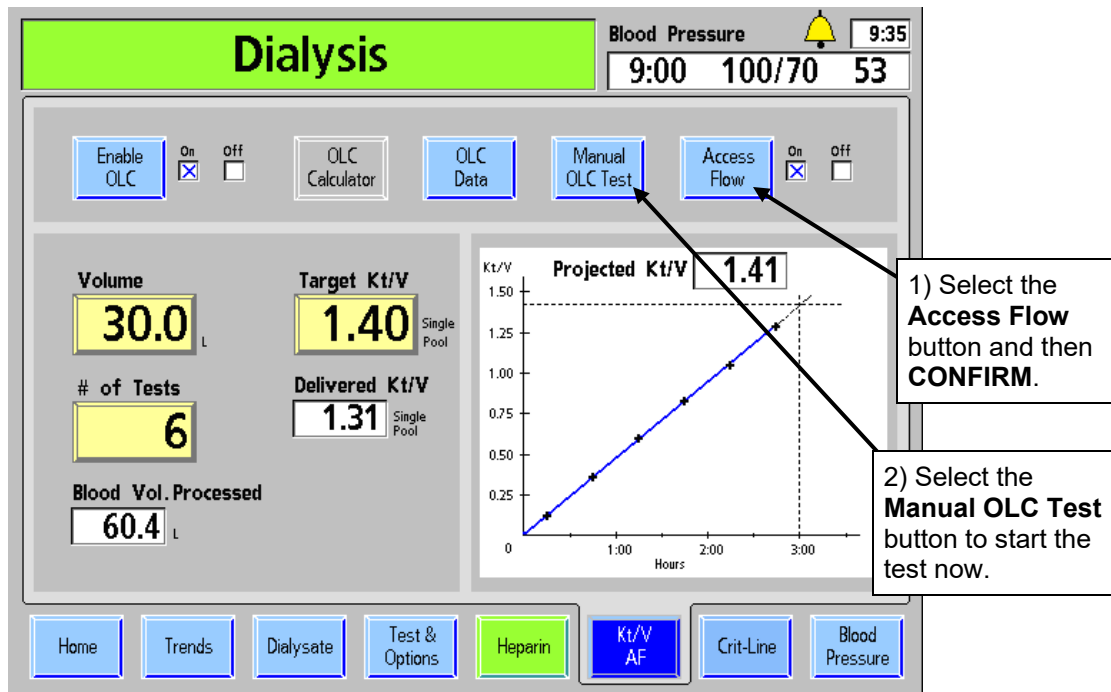 Dialysis
Blood Pressure
9:35
9:00 100/70 53
Enable
OLC
On
Off
OLC
Calculator
OLC
Data
Manual
OLC Test
Access
Flow
On
Off
Volume
30.0 L
Target Kt/V
1.40 Single
Pool
# of Tests
6
Delivered Kt/V
1.31 Single
Pool
Blood Vol. Processed
60.4 L
Kt/V
Projected Kt/V 1.41
1.50
1.25
1.00
0.75
0.50
0.25
0 1:00 2:00 3:00
Hours
1) Select the
Access Flow
button and then
CONFIRM.
2) Select the
Manual OLC Test
button to start the
test now.
Home
Trends
Dialysate
Test &
Options
Heparin
Kt/V
AF
Crit-Line
Blood
Pressure